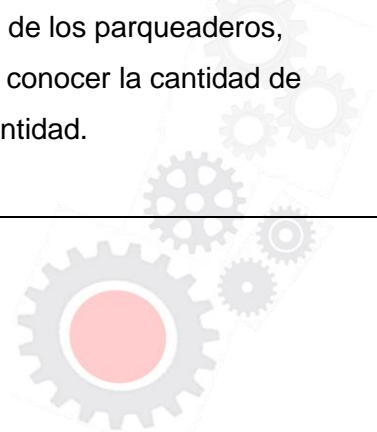 de los parqueaderos,
conocer la cantidad de
ntidad.